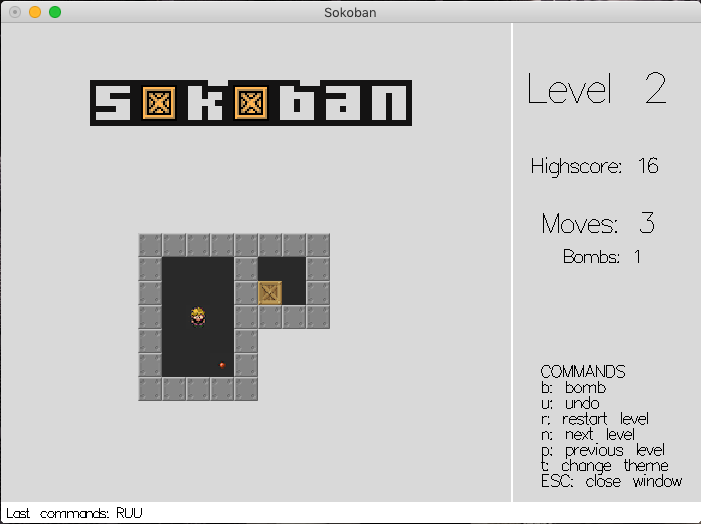 Sokoban
sokoban
Level 2
Highscore: 16
Moves: 3
Bombs: 1
COMMANDS
b: bomb
u: undo
r: restart level
n: next level
p: previous level
t: change theme
ESC: close window
Last commands: RUU